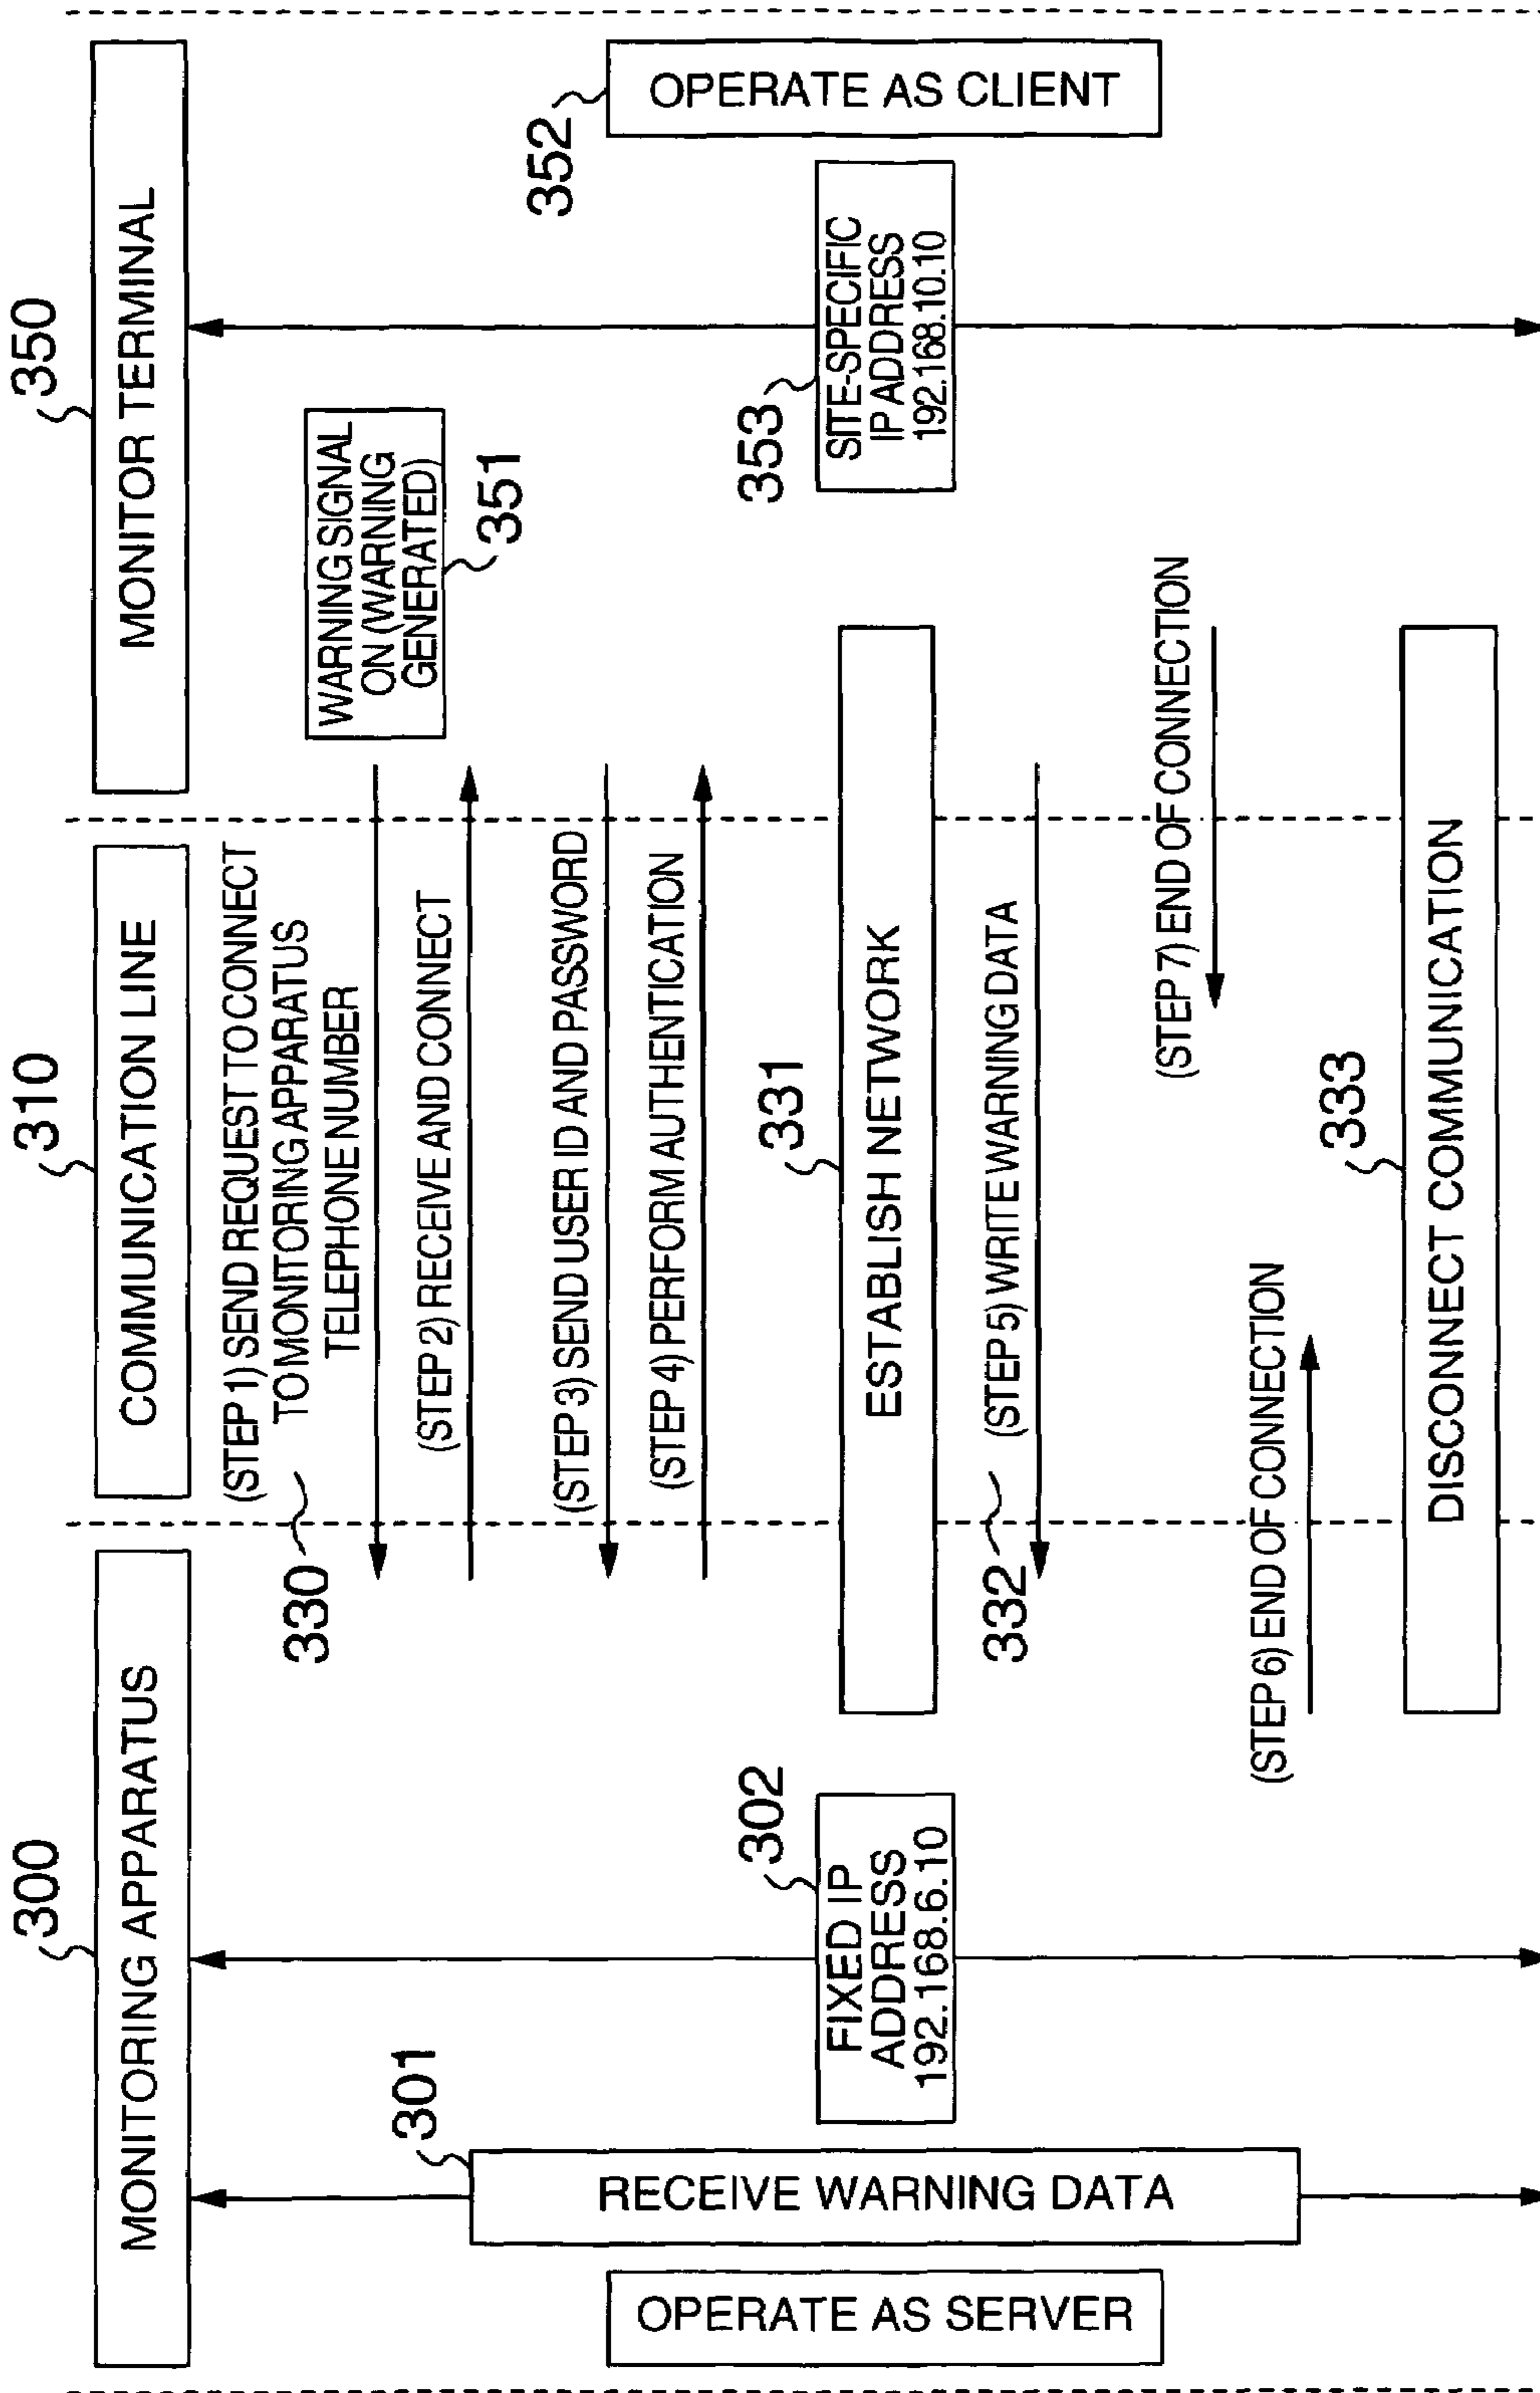 300
MONITORING APPARATUS
310
COMMUNICATION LINE
350
MONITOR TERMINAL
330
(STEP 1) SEND REQUEST TO CONNECT
TO MONITORING APPARATUS
TELEPHONE NUMBER
WARNING SIGNAL
ON (WARNING
GENERATED)
351
(STEP 2) RECEIVE AND CONNECT
301
RECEIVE WARNING DATA
OPERATE AS SERVER
(STEP 3) SEND USER ID AND PASSWORD
(STEP 4) PERFORM AUTHENTICATION
352
OPERATE AS CLIENT
302
FIXED IP
ADDRESS
192.168.6.10
331
ESTABLISH NETWORK
353
SITE-SPECIFIC
IP ADDRESS
192.168.10.10
332
(STEP 5) WRITE WARNING DATA
(STEP 7) END OF CONNECTION
(STEP 6) END OF CONNECTION
333
DISCONNECT COMMUNICATION